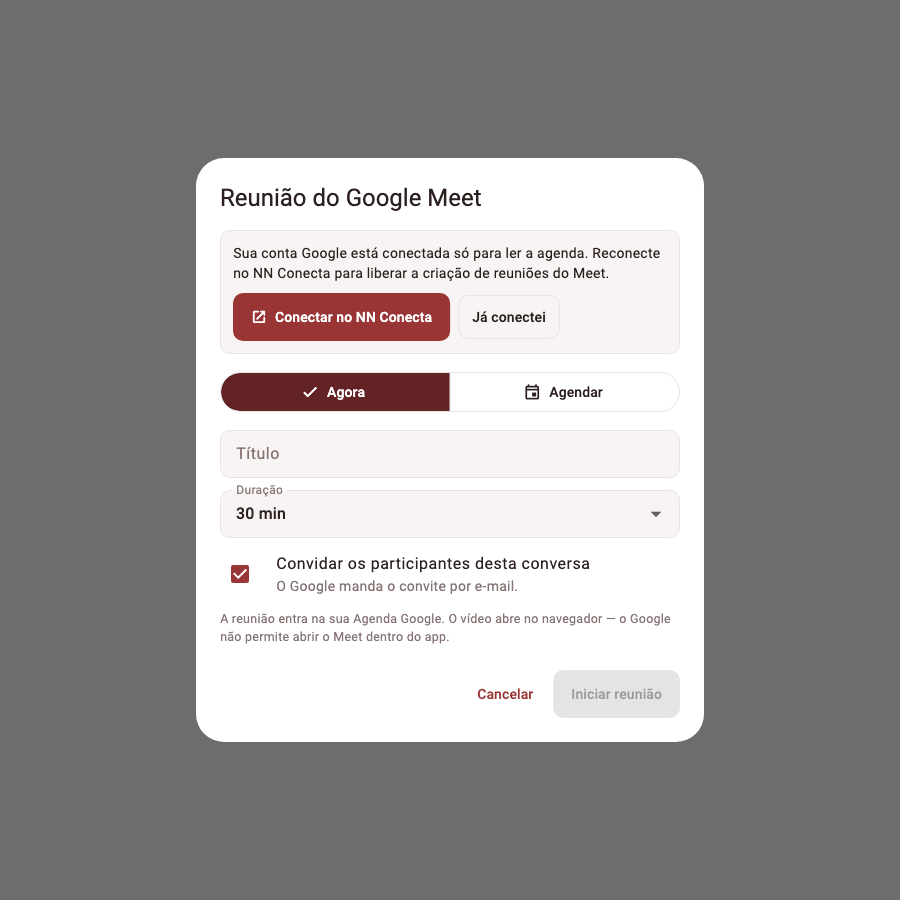 Reunião do Google Meet
Sua conta Google está conectada só para ler a agenda. Reconecte
no NN Conecta para liberar a criação de reuniões do Meet.
Conectar no NN Conecta
Já conectei
Agora
Agendar
Título
Duração
30 min
Convidar os participantes desta conversa
O Google manda o convite por e-mail.
A reunião entra na sua Agenda Google. O vídeo abre no navegador — o Google
não permite abrir o Meet dentro do app.
Cancelar
Iniciar reunião